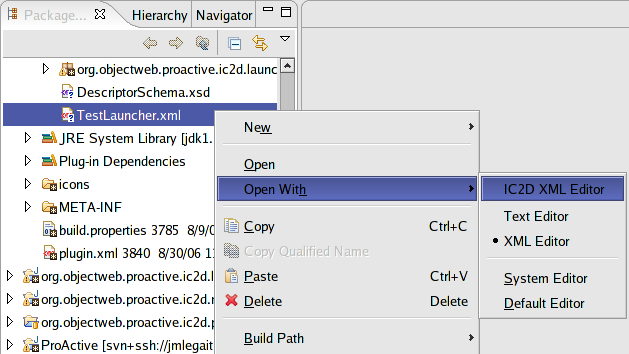 Package... Hierarchy Navigator
org.objectweb.proactive.ic2d.launc
DescriptorSchema.xsd
TestLauncher.xml
JRE System Library [jdk1.
Plug-in Dependencies
icons
META-INF
build.properties 3785 8/9/0
plugin.xml 3840 8/30/06 11
org.objectweb.proactive.ic2d.l
org.objectweb.proactive.ic2d.
org.objectweb.proactive.ic2d.p
ProActive [svn+ssh://jmlegait
New
Open
Open With
Copy Ctrl+C
Copy Qualified Name
Paste Ctrl+V
Delete Delete
Build Path
IC2D XML Editor
Text Editor
XML Editor
System Editor
Default Editor